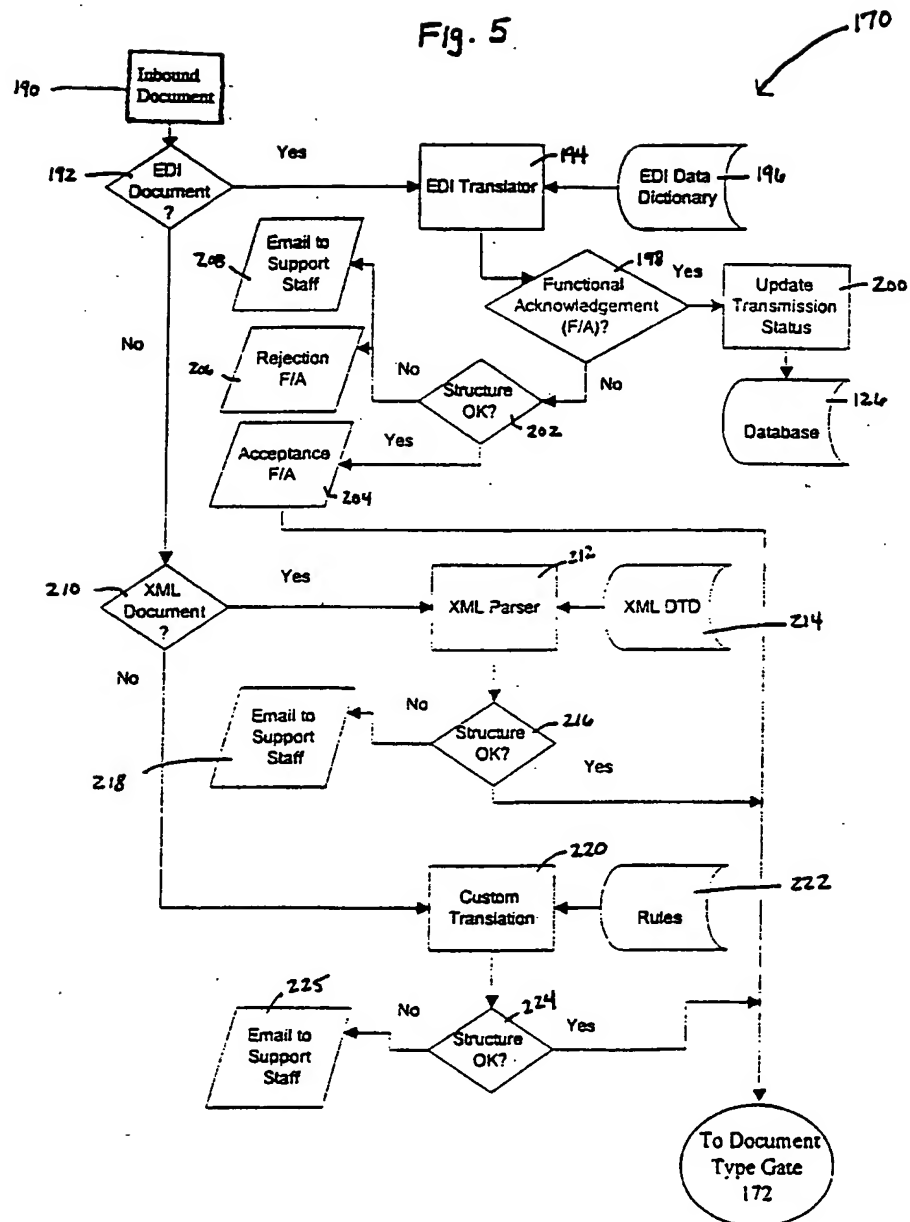 Fig. 5
170
190
Inbound
Document
192
EDI
Document
?
Yes
194
EDI Translator
EDI Data
Dictionary
196
208
Email to
Support
Staff
198
Functional
Acknowledgement
(F/A)?
Yes
Update
Transmission
Status
200
No
206
Rejection
F/A
No
Structure
OK?
202
No
126
Database
Acceptance
F/A
204
Yes
210
XML
Document
?
Yes
212
XML Parser
XML DTD
214
No
Email to
Support
Staff
218
No
Structure
OK?
216
Yes
220
Custom
Translation
Rules
222
225
Email to
Support
Staff
No
224
Structure
OK?
Yes
To Document
Type Gate
172